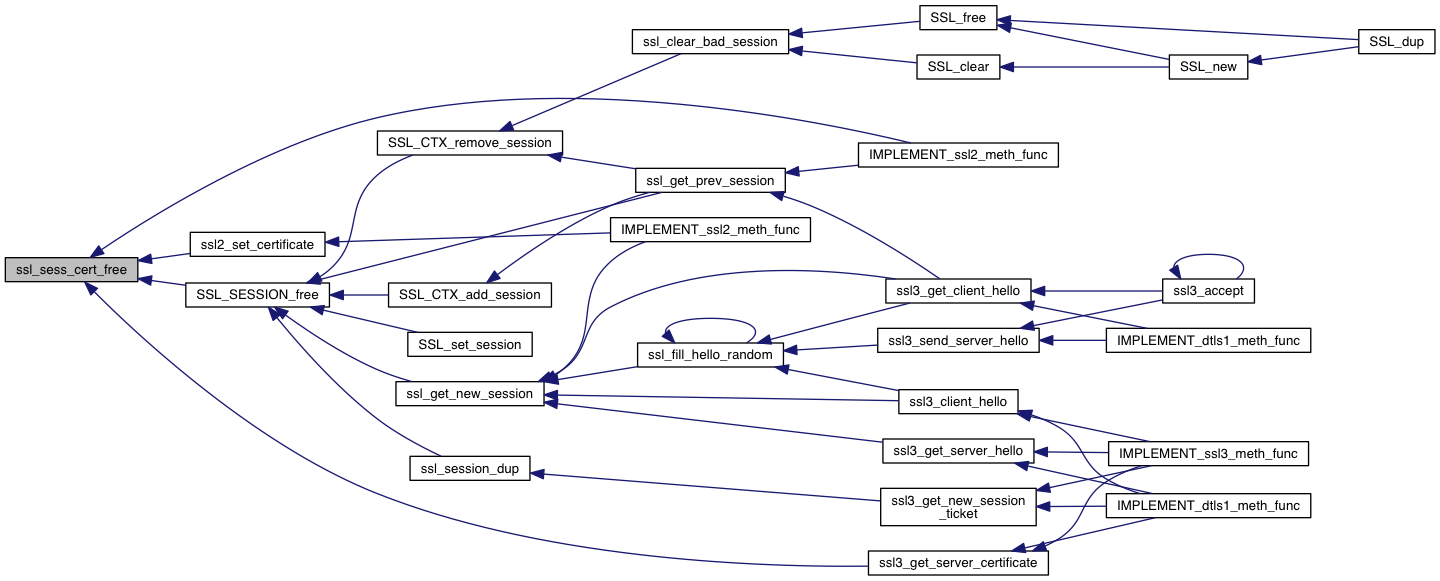 SSL_free
ssl_clear_bad_session
SSL_dup
SSL_clear
SSL_new
SSL_CTX_remove_session
IMPLEMENT_ssl2_meth_func
ssl_get_prev_session
IMPLEMENT_ssl2_meth_func
ssl2_set_certificate
ssl_sess_cert_free
SSL_SESSION_free
SSL_CTX_add_session
ssl3_get_client_hello
ssl3_accept
SSL_set_session
ssl_fill_hello_random
ssl3_send_server_hello
IMPLEMENT_dtls1_meth_func
ssl_get_new_session
ssl3_client_hello
ssl3_get_server_hello
IMPLEMENT_ssl3_meth_func
ssl_session_dup
ssl3_get_new_session
_ticket
IMPLEMENT_dtls1_meth_func
ssl3_get_server_certificate